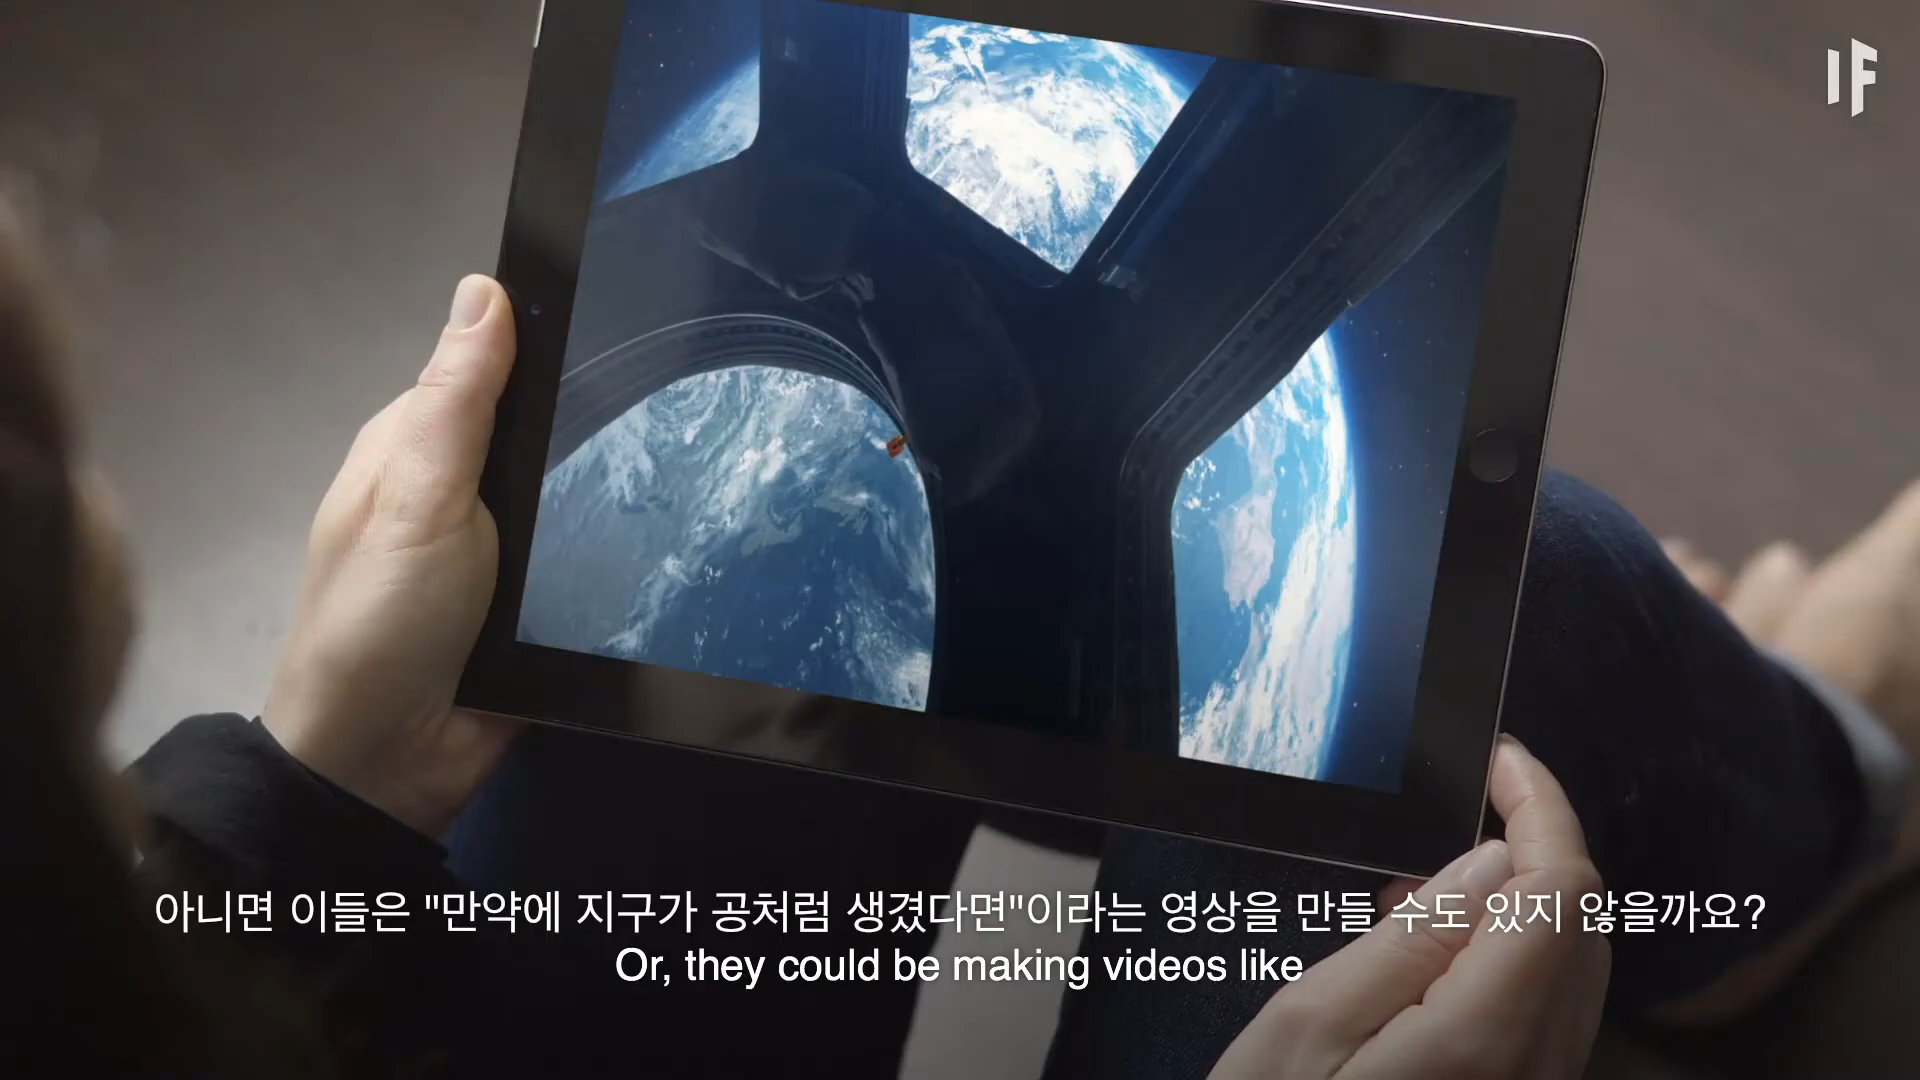 IF
아니면 이들은 "만약에 지구가 공처럼 생겼다면"이라는 영상을 만들 수도 있지 않을까요?
Or, they could be making videos like